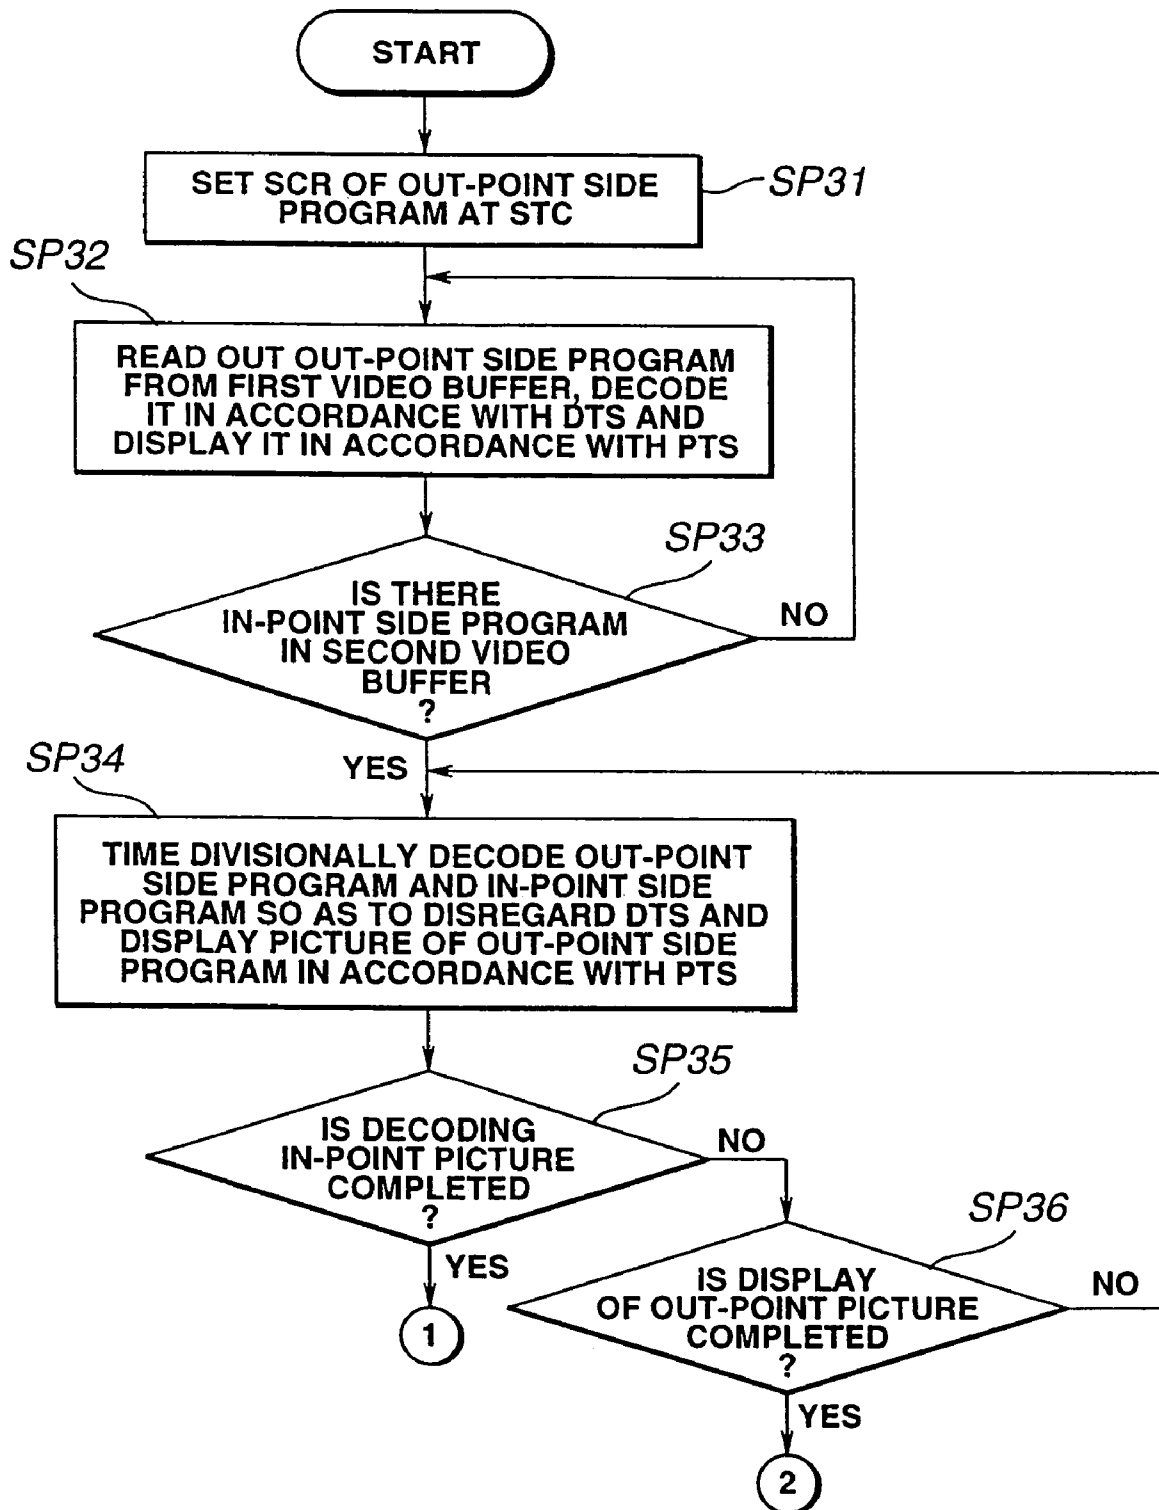 START
SET SCR OF OUT-POINT SIDE
PROGRAM AT STC
SP31
SP32
READ OUT OUT-POINT SIDE PROGRAM
FROM FIRST VIDEO BUFFER, DECODE
IT IN ACCORDANCE WITH DTS AND
DISPLAY IT IN ACCORDANCE WITH PTS
SP33
IS THERE
IN-POINT SIDE PROGRAM
IN SECOND VIDEO
BUFFER
?
NO
YES
SP34
TIME DIVISIONALLY DECODE OUT-POINT
SIDE PROGRAM AND IN-POINT SIDE
PROGRAM SO AS TO DISREGARD DTS AND
DISPLAY PICTURE OF OUT-POINT SIDE
PROGRAM IN ACCORDANCE WITH PTS
SP35
IS DECODING
IN-POINT PICTURE
COMPLETED
?
NO
YES
1
SP36
IS DISPLAY
OF OUT-POINT PICTURE
COMPLETED
?
NO
YES
2